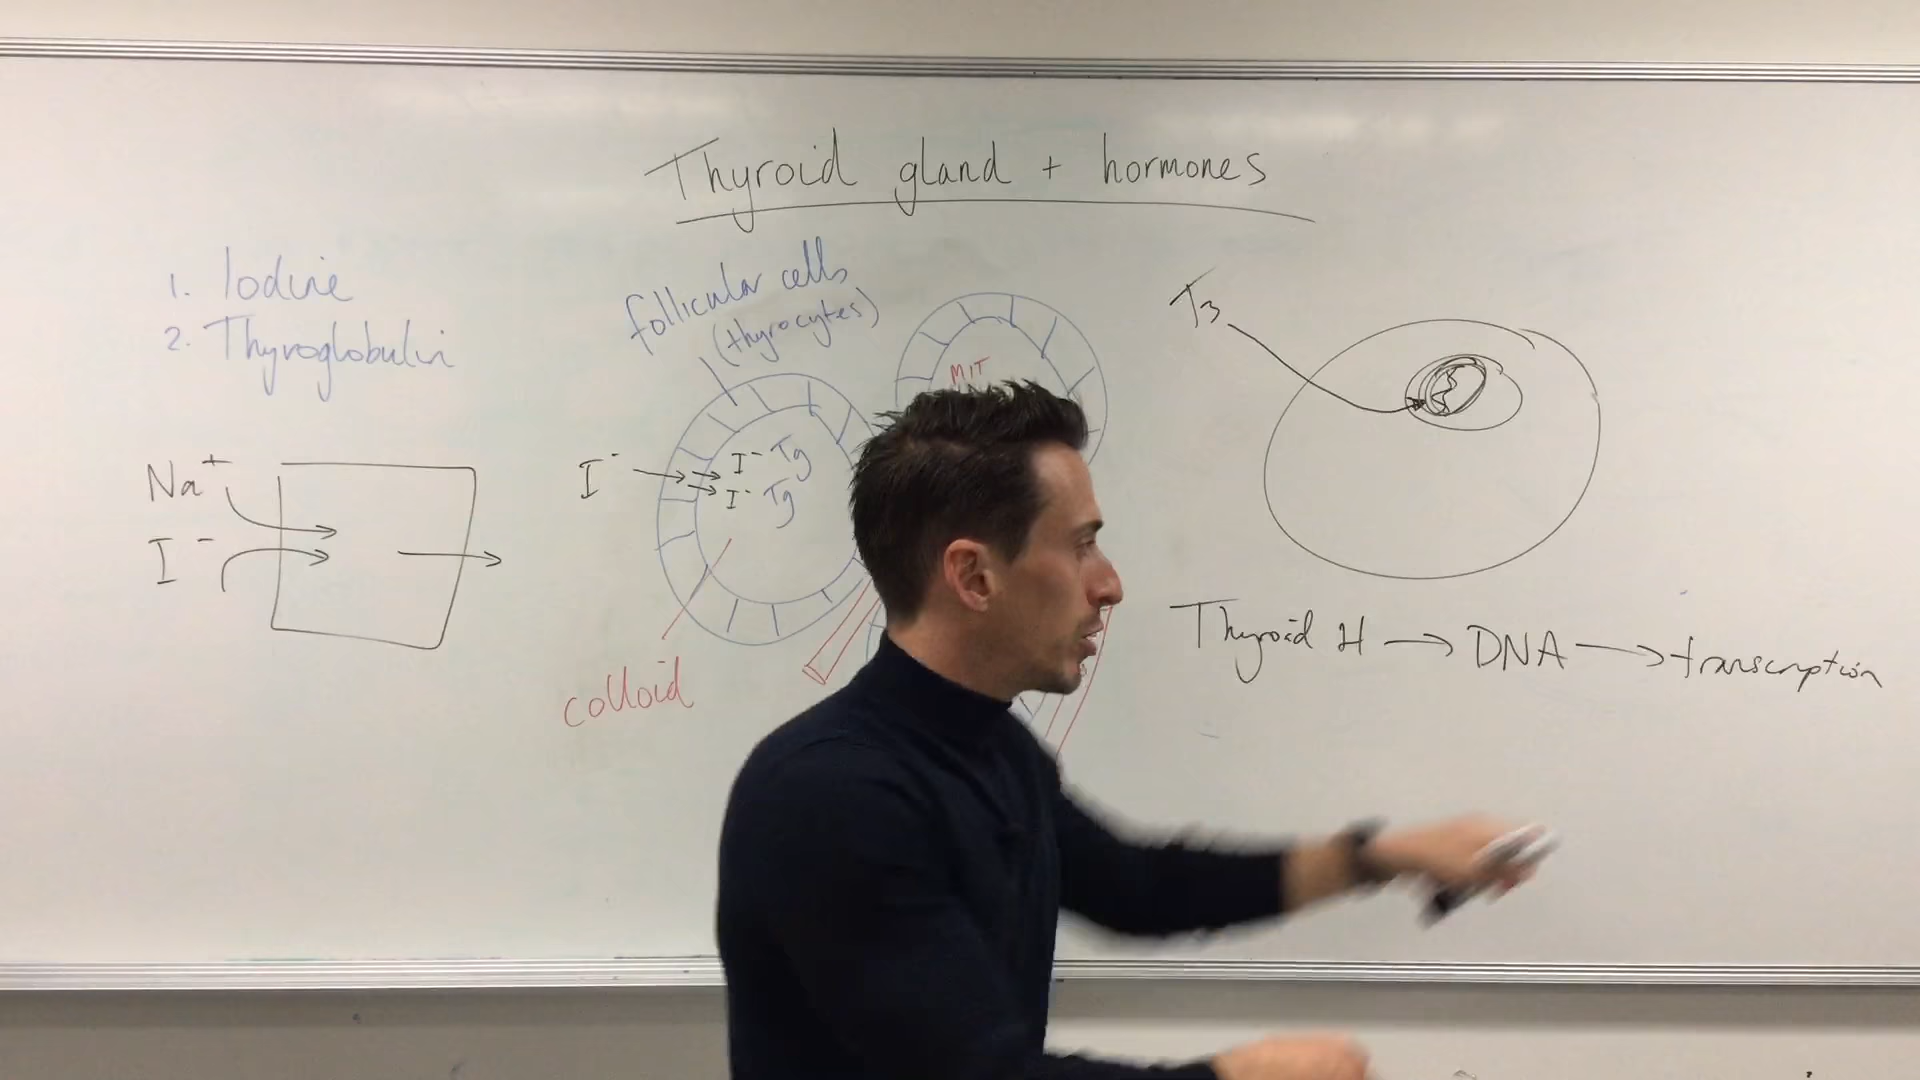 Thyroid gland + hormones
1. Iodine
2. Thyroglobulin
follicular cells
(thyrocytes)
MIT
T3
Na+
I-
I-
I- Tg
I- Tg
colloid
Thyroid H → DNA → transcription